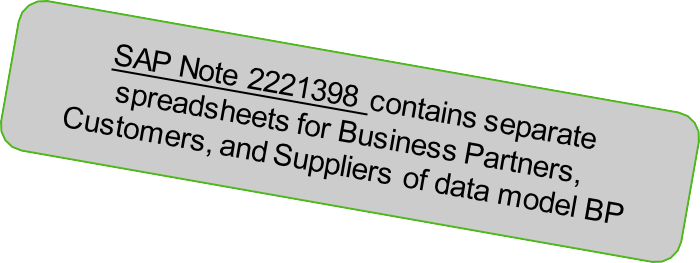 SAP Note 2221398 contains separate
spreadsheets for Business Partners,
Customers, and Suppliers of data model BP